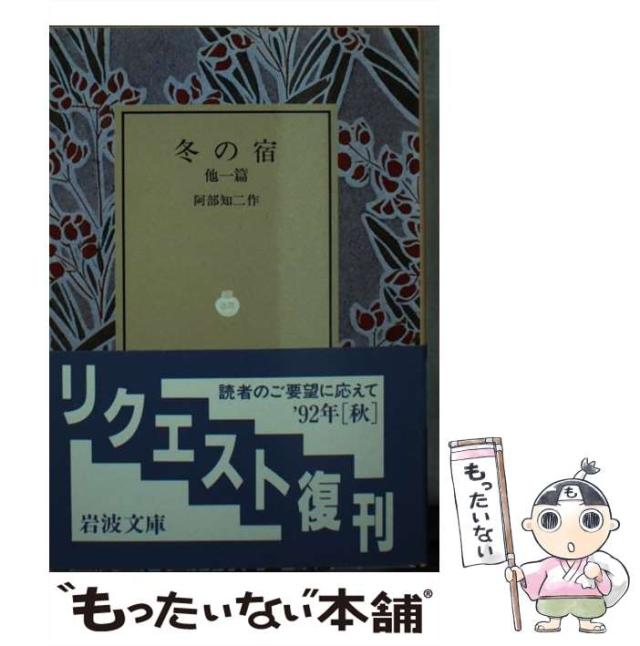 冬の宿
他一篇
阿部知二作
読者のご要望に応えて
'92年[秋]
リクエスト復刊
岩波文庫
もったいない
も
"もったいない"本舗®